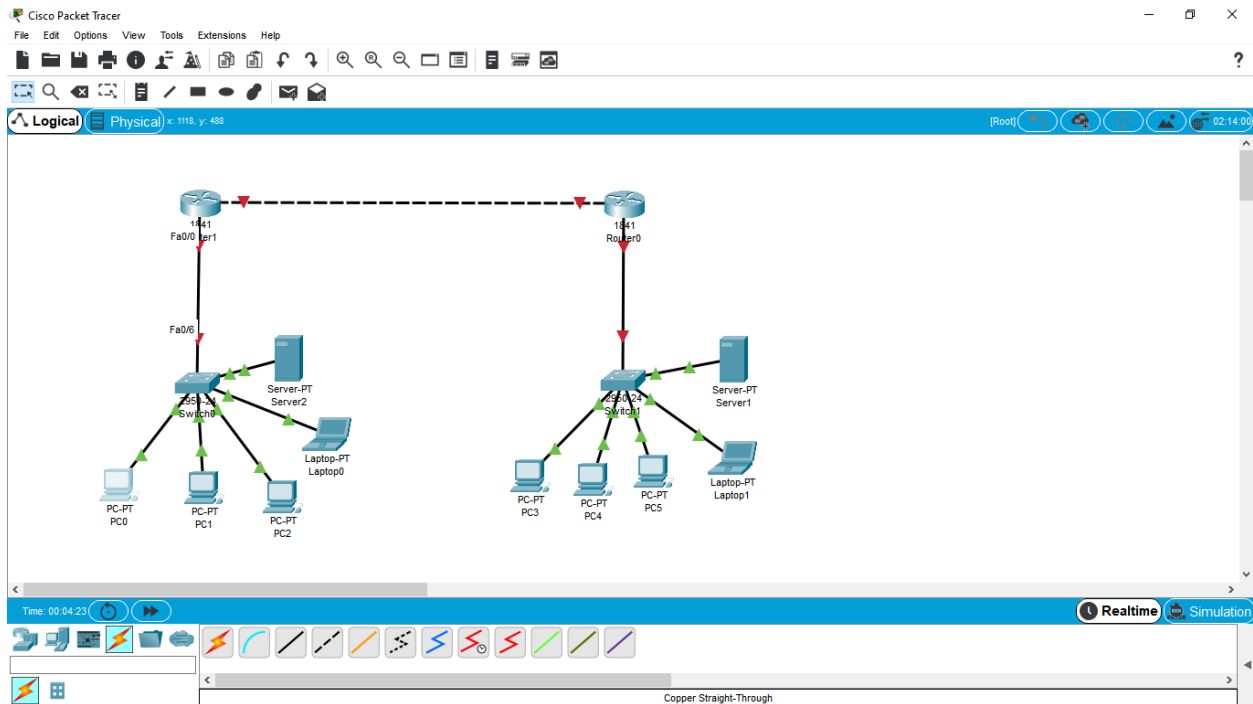 Cisco Packet Tracer
File Edit Options View Tools Extensions Help
?
Logical Physical x: 1118, y: 488 [Root] 02:14:00
1841
Fa0/0
1841
Router0
Fa0/6
Server-PT
Server2
2950-24
Switch0
Server-PT
Server1
2950-24
Switch1
Laptop-PT
Laptop0
PC-PT
PC0
PC-PT
PC1
PC-PT
PC2
PC-PT
PC3
PC-PT
PC4
PC-PT
PC5
Laptop-PT
Laptop1
Time: 00:04:23 Realtime Simulation
Copper Straight-Through